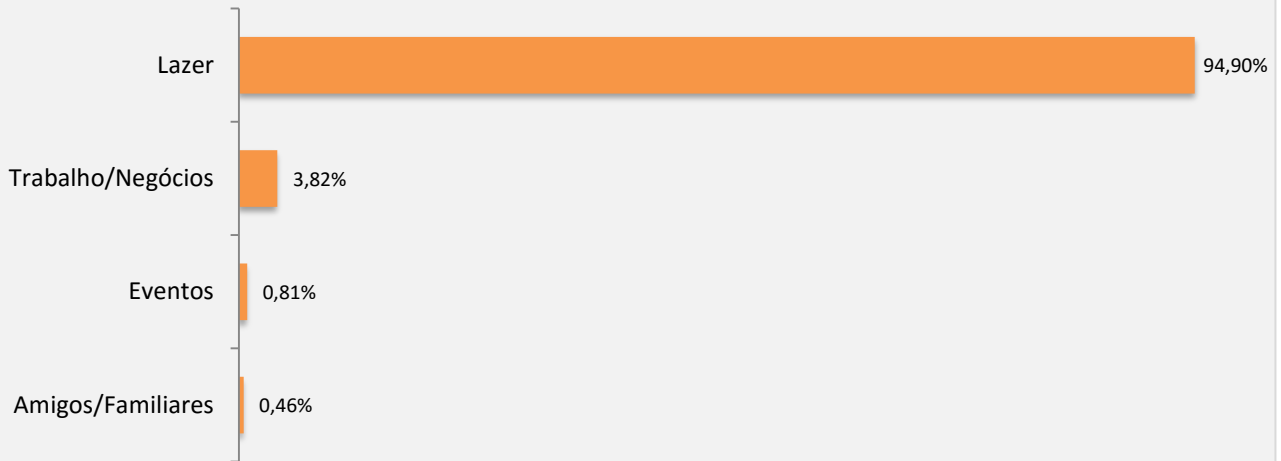 Lazer 94,90%
Trabalho/Negócios 3,82%
Eventos 0,81%
Amigos/Familiares 0,46%